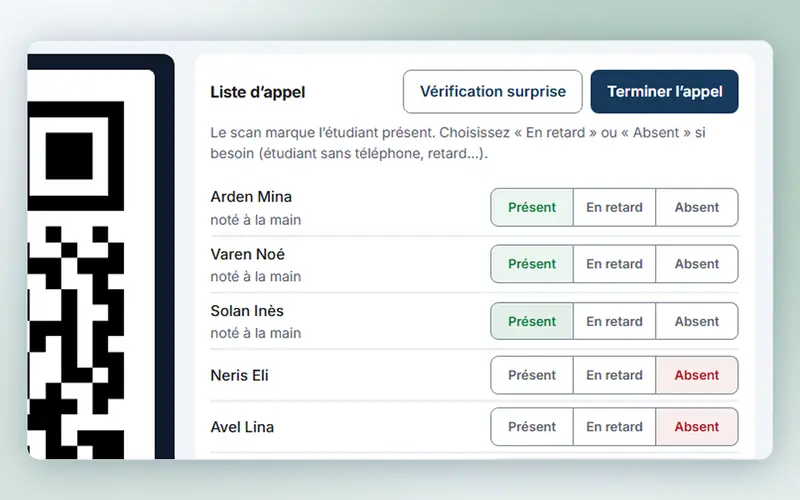 Liste d’appel
Vérification surprise
Terminer l’appel
Le scan marque l’étudiant présent. Choisissez « En retard » ou « Absent » si
besoin (étudiant sans téléphone, retard…).
Arden Mina
noté à la main
Présent
En retard
Absent
Varen Noé
noté à la main
Présent
En retard
Absent
Solan Inès
noté à la main
Présent
En retard
Absent
Neris Eli
Présent
En retard
Absent
Avel Lina
Présent
En retard
Absent